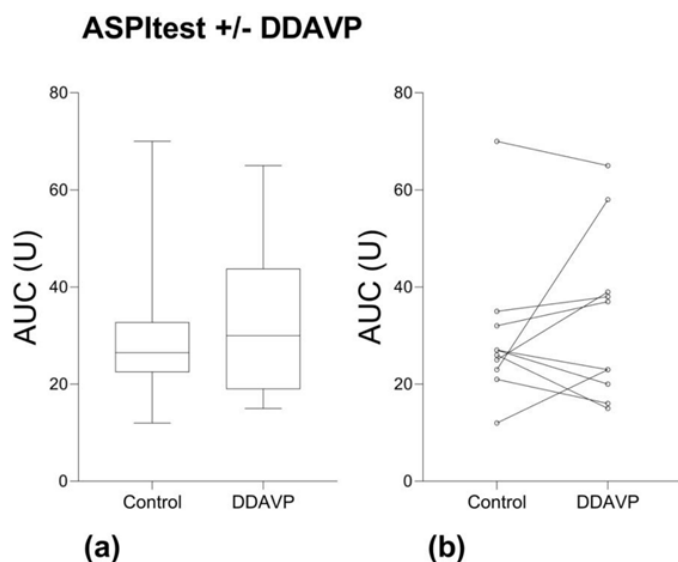 ASPItest +/- DDAVP
AUC (U)
80
60
40
20
0
Control DDAVP
(a)
AUC (U)
80
60
40
20
0
Control DDAVP
(b)